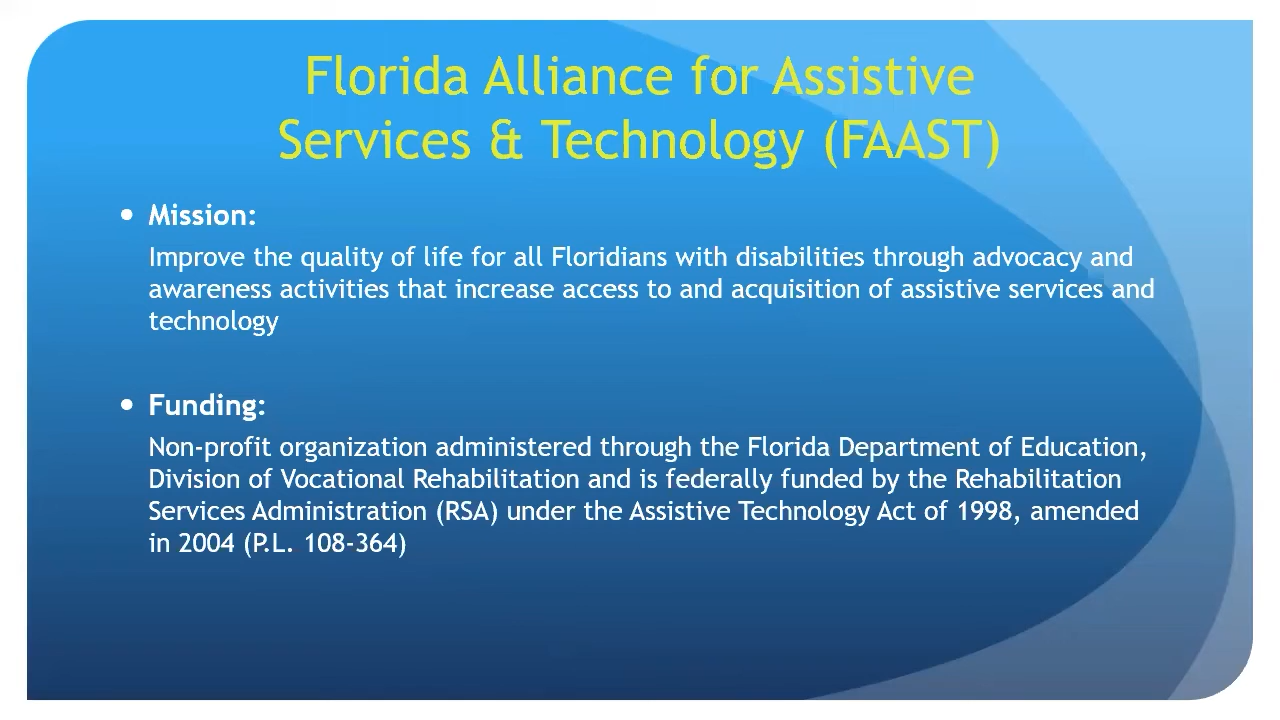 Florida Alliance for Assistive
Services & Technology (FAAST)
• Mission:
Improve the quality of life for all Floridians with disabilities through advocacy and
awareness activities that increase access to and acquisition of assistive services and
technology
• Funding:
Non-profit organization administered through the Florida Department of Education,
Division of Vocational Rehabilitation and is federally funded by the Rehabilitation
Services Administration (RSA) under the Assistive Technology Act of 1998, amended
in 2004 (P.L. 108-364)